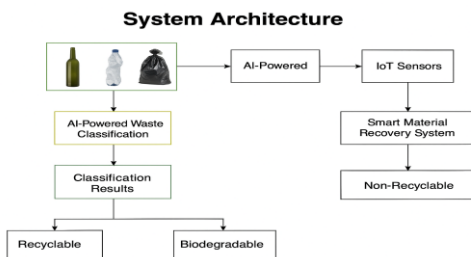 System Architecture
AI-Powered
IoT Sensors
AI-Powered Waste
Classification
Smart Material
Recovery System
Classification
Results
Non-Recyclable
Recyclable
Biodegradable